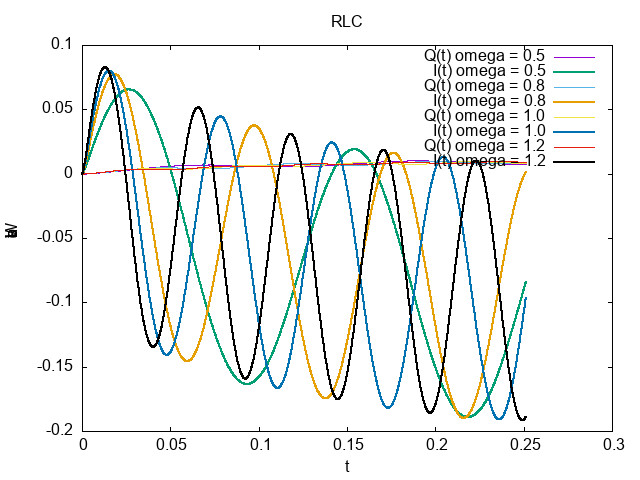 RLC
0.1
0.05
0
-0.05
-0.1
-0.15
-0.2
0
0.05
0.1
0.15
0.2
0.25
0.3
t
Q(t) omega = 0.5
I(t) omega = 0.5
Q(t) omega = 0.8
I(t) omega = 0.8
Q(t) omega = 1.0
I(t) omega = 1.0
Q(t) omega = 1.2
I(t) omega = 1.2